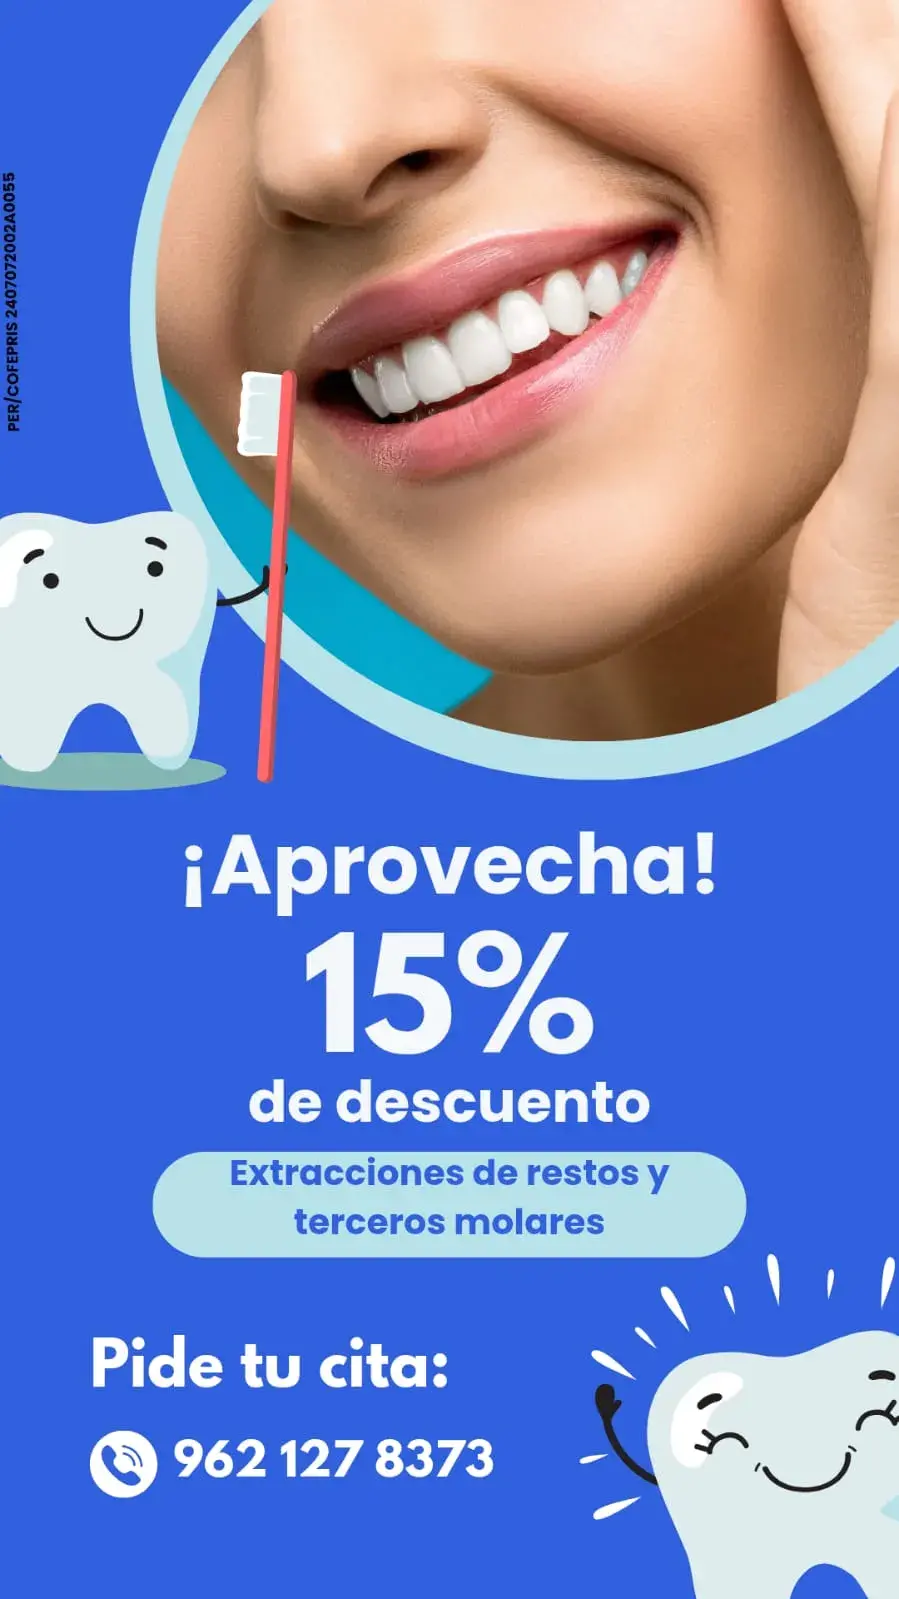 PER/COFEPRIS 2407072002A0055
¡Aprovecha!
15%
de descuento
Extracciones de restos y
terceros molares
Pide tu cita:
962 127 8373